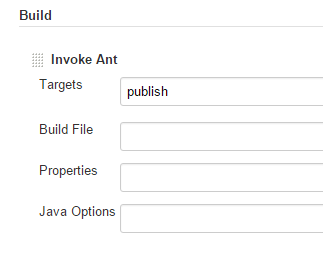 Build
Invoke Ant
Targets
publish
Build File
Properties
Java Options